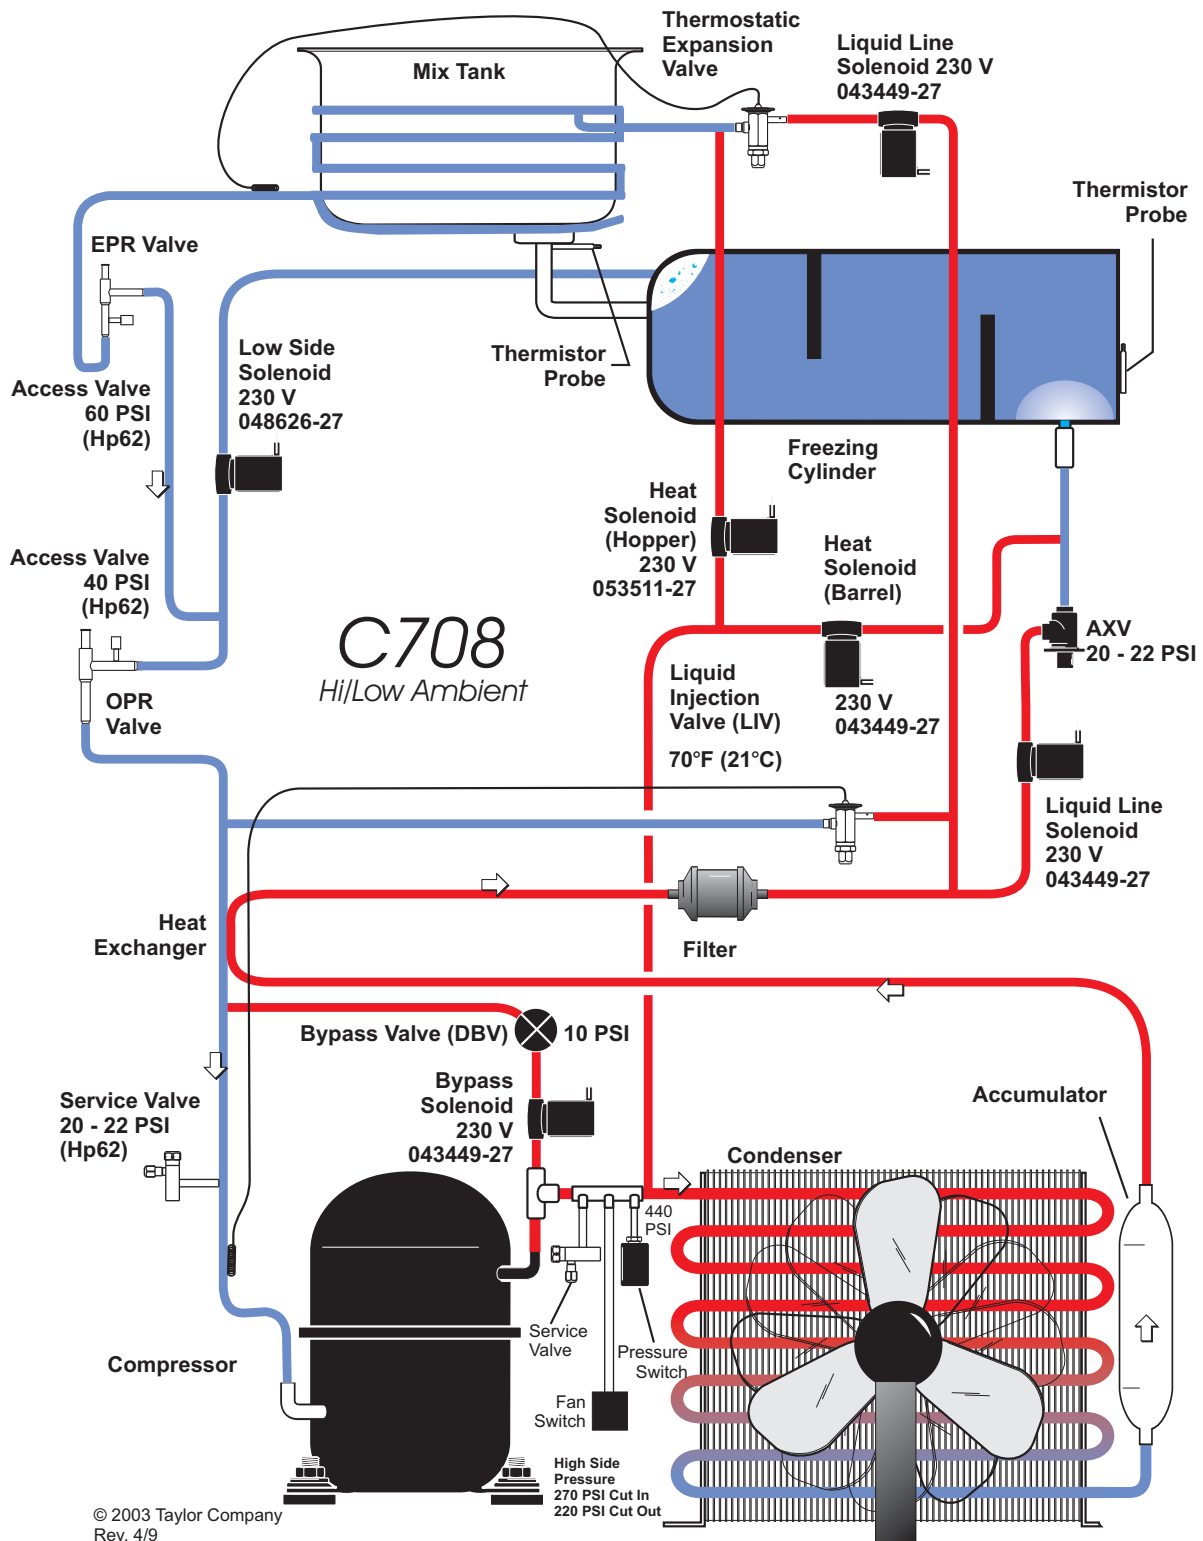 Thermostatic
Expansion
Valve
Liquid Line
Solenoid 230 V
043449-27
Mix Tank
Thermistor
Probe
EPR Valve
Low Side
Solenoid
230 V
048626-27
Thermistor
Probe
Access Valve
60 PSI
(Hp62)
Freezing
Cylinder
Heat
Solenoid
(Hopper)
230 V
053511-27
Heat
Solenoid
(Barrel)
Access Valve
40 PSI
(Hp62)
C708
Hi/Low Ambient
AXV
20 - 22 PSI
OPR
Valve
Liquid
Injection
Valve (LIV)
70°F (21°C)
230 V
043449-27
Liquid Line
Solenoid
230 V
043449-27
Heat
Exchanger
Filter
Bypass Valve (DBV)
10 PSI
Bypass
Solenoid
230 V
043449-27
Service Valve
20 - 22 PSI
(Hp62)
Accumulator
Condenser
440
PSI
Service
Valve
Pressure
Switch
Compressor
Fan
Switch
High Side
Pressure
270 PSI Cut In
220 PSI Cut Out
© 2003 Taylor Company
Rev. 4/9